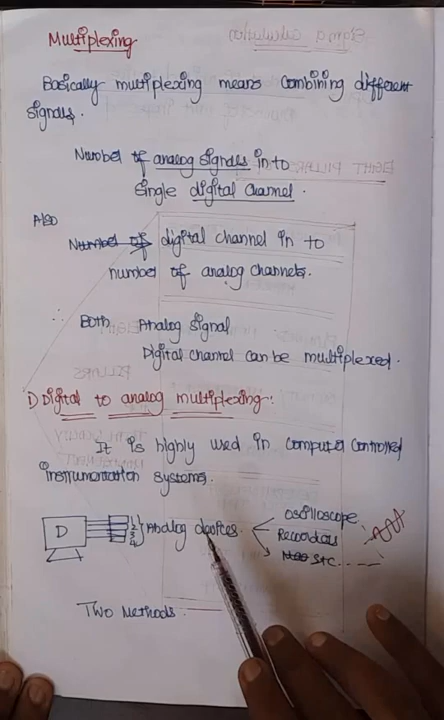 Multiplexing
Basically multiplexing means combining different
signals.
Number of analog signals in to
single digital channel.
Also
Number of digital channel in to
number of analog channels.
∴ Both Analog signal
Digital channel can be multiplexed.
1) Digital to analog multiplexing:
It is highly used in computer controlled
instrumentation systems.
D 1 2 3 4 } Analog devices
oscilloscope
Recorders
etc.
Two Methods.